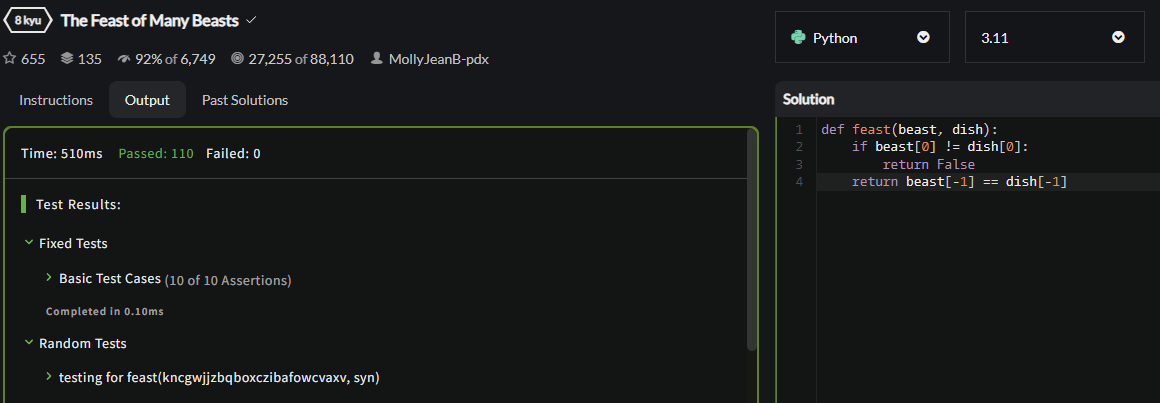 8 kyu The Feast of Many Beasts
655 135 92% of 6,749 27,255 of 88,110 MollyJeanB-pdx
Python 3.11
Instructions Output Past Solutions
Time: 510ms Passed: 110 Failed: 0
Test Results:
Fixed Tests
Basic Test Cases (10 of 10 Assertions)
Completed in 0.10ms
Random Tests
testing for feast(kncgwjjzbqboxczibafowcvaxv, syn)
Solution
1 def feast(beast, dish):
2     if beast[0] != dish[0]:
3         return False
4     return beast[-1] == dish[-1]